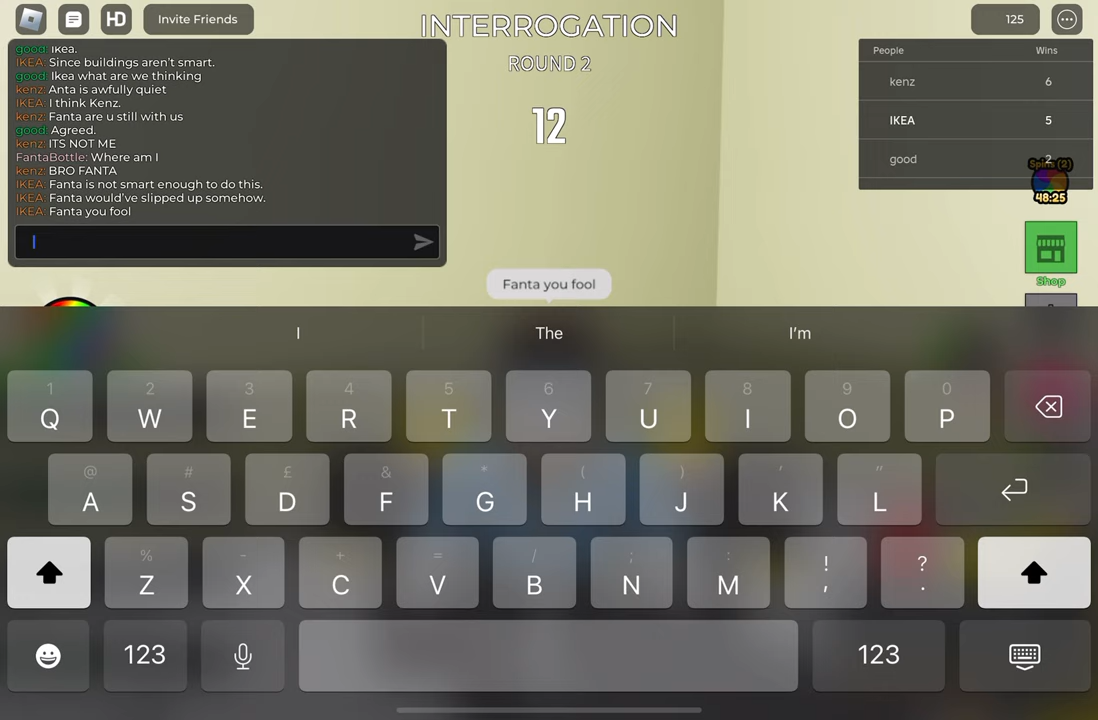 HD
Invite Friends
INTERROGATION
125
good: Ikea.
IKEA: Since buildings aren't smart.
good: Ikea what are we thinking
kenz: Anta is awfully quiet
IKEA: I think Kenz.
kenz: Fanta are u still with us
good: Agreed.
kenz: ITS NOT ME
FantaBottle: Where am I
kenz: BRO FANTA
IKEA: Fanta is not smart enough to do this.
IKEA: Fanta would've slipped up somehow.
IKEA: Fanta you fool
ROUND 2
12
People Wins
kenz 6
IKEA 5
good 2
Spins (2)
48:25
Shop
Fanta you fool
I The I'm
1 2 3 4 5 6 7 8 9 0
Q W E R T Y U I O P
@ # £ & * ( ) ' "
A S D F G H J K L
% - + = / ; : ! ?
Z X C V B N M , .
123 123